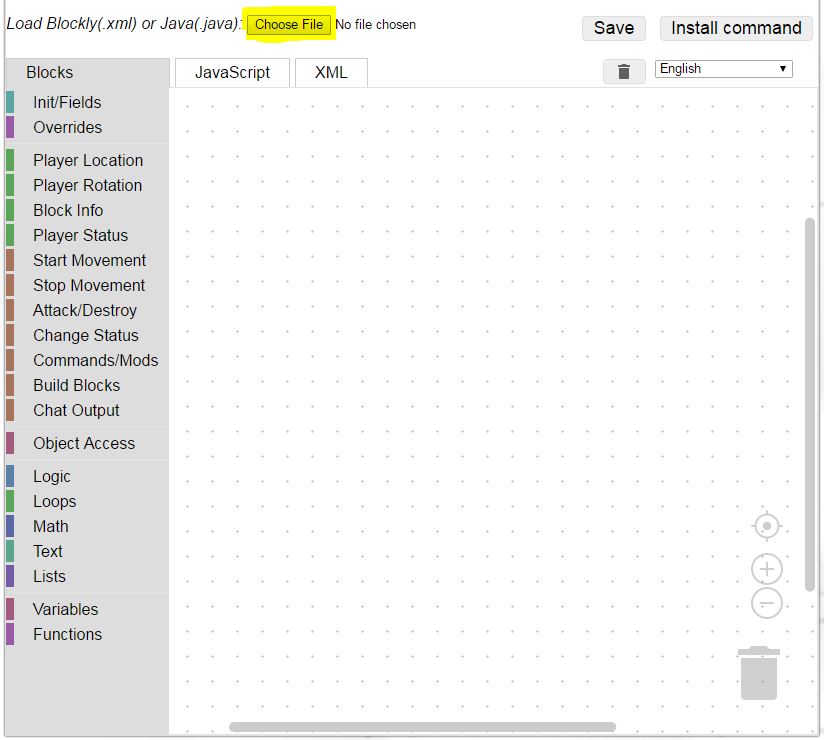 Load Blockly(.xml) or Java(.java): Choose File No file chosen
Save Install command
Blocks JavaScript XML English
Init/Fields
Overrides
Player Location
Player Rotation
Block Info
Player Status
Start Movement
Stop Movement
Attack/Destroy
Change Status
Commands/Mods
Build Blocks
Chat Output
Object Access
Logic
Loops
Math
Text
Lists
Variables
Functions